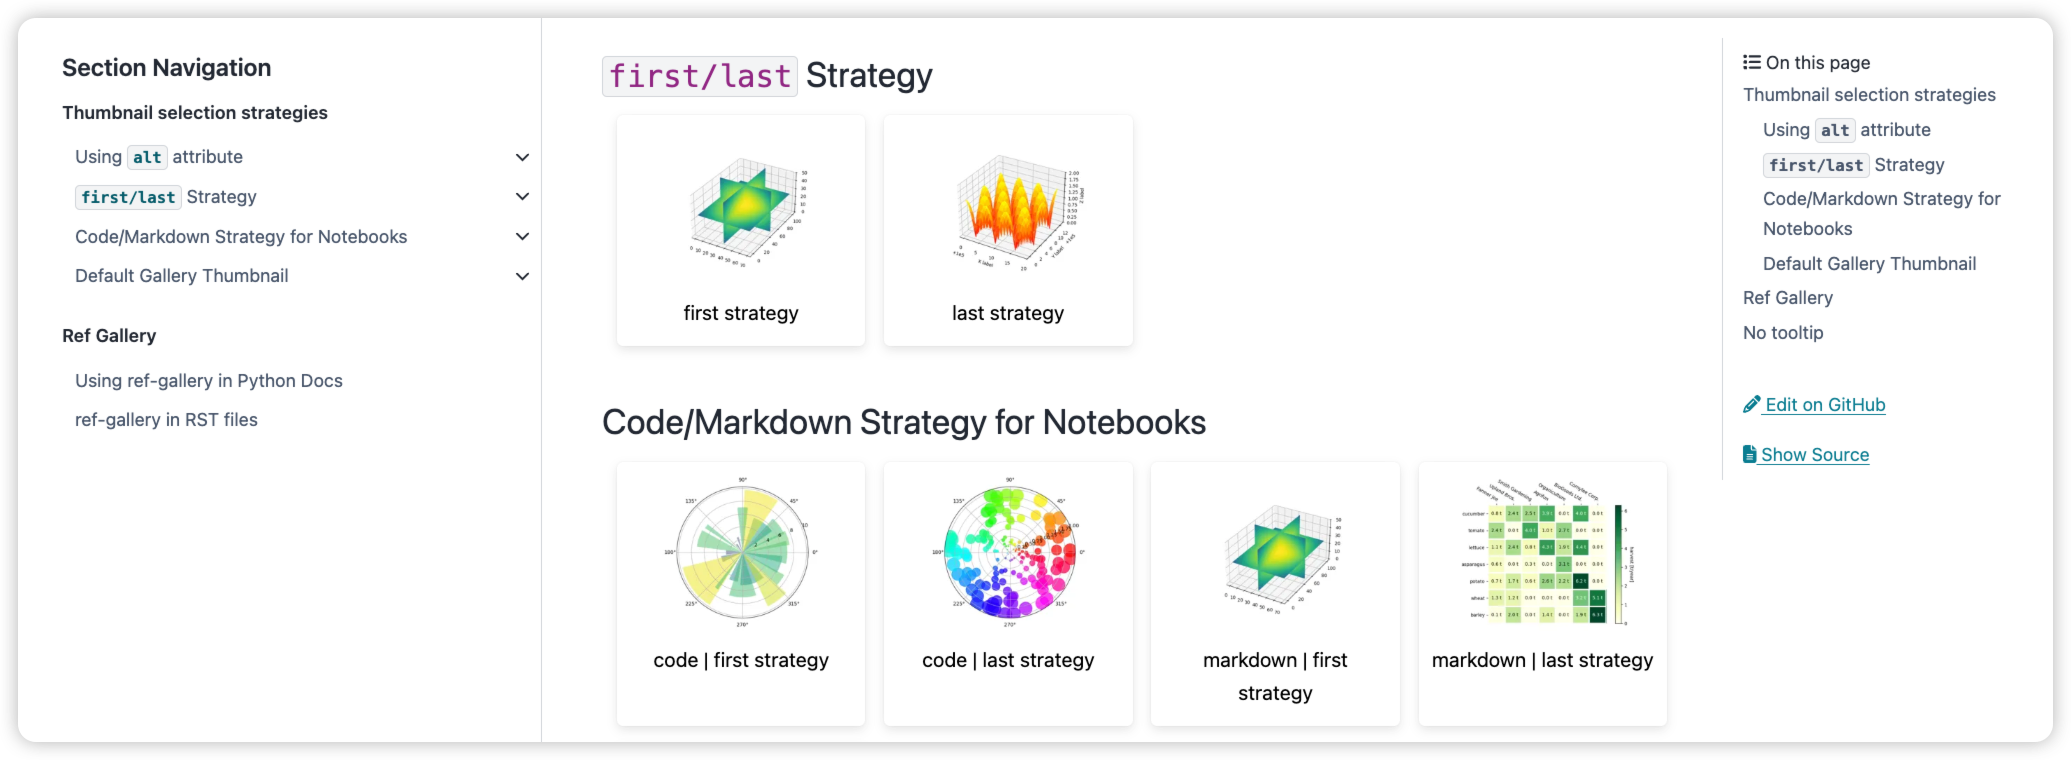 Section Navigation
Thumbnail selection strategies
Using alt attribute
first/last Strategy
Code/Markdown Strategy for Notebooks
Default Gallery Thumbnail
Ref Gallery
Using ref-gallery in Python Docs
ref-gallery in RST files
first/last Strategy
first strategy
last strategy
Code/Markdown Strategy for Notebooks
code | first strategy
code | last strategy
markdown | first
strategy
markdown | last strategy
On this page
Thumbnail selection strategies
Using alt attribute
first/last Strategy
Code/Markdown Strategy for
Notebooks
Default Gallery Thumbnail
Ref Gallery
No tooltip
Edit on GitHub
Show Source